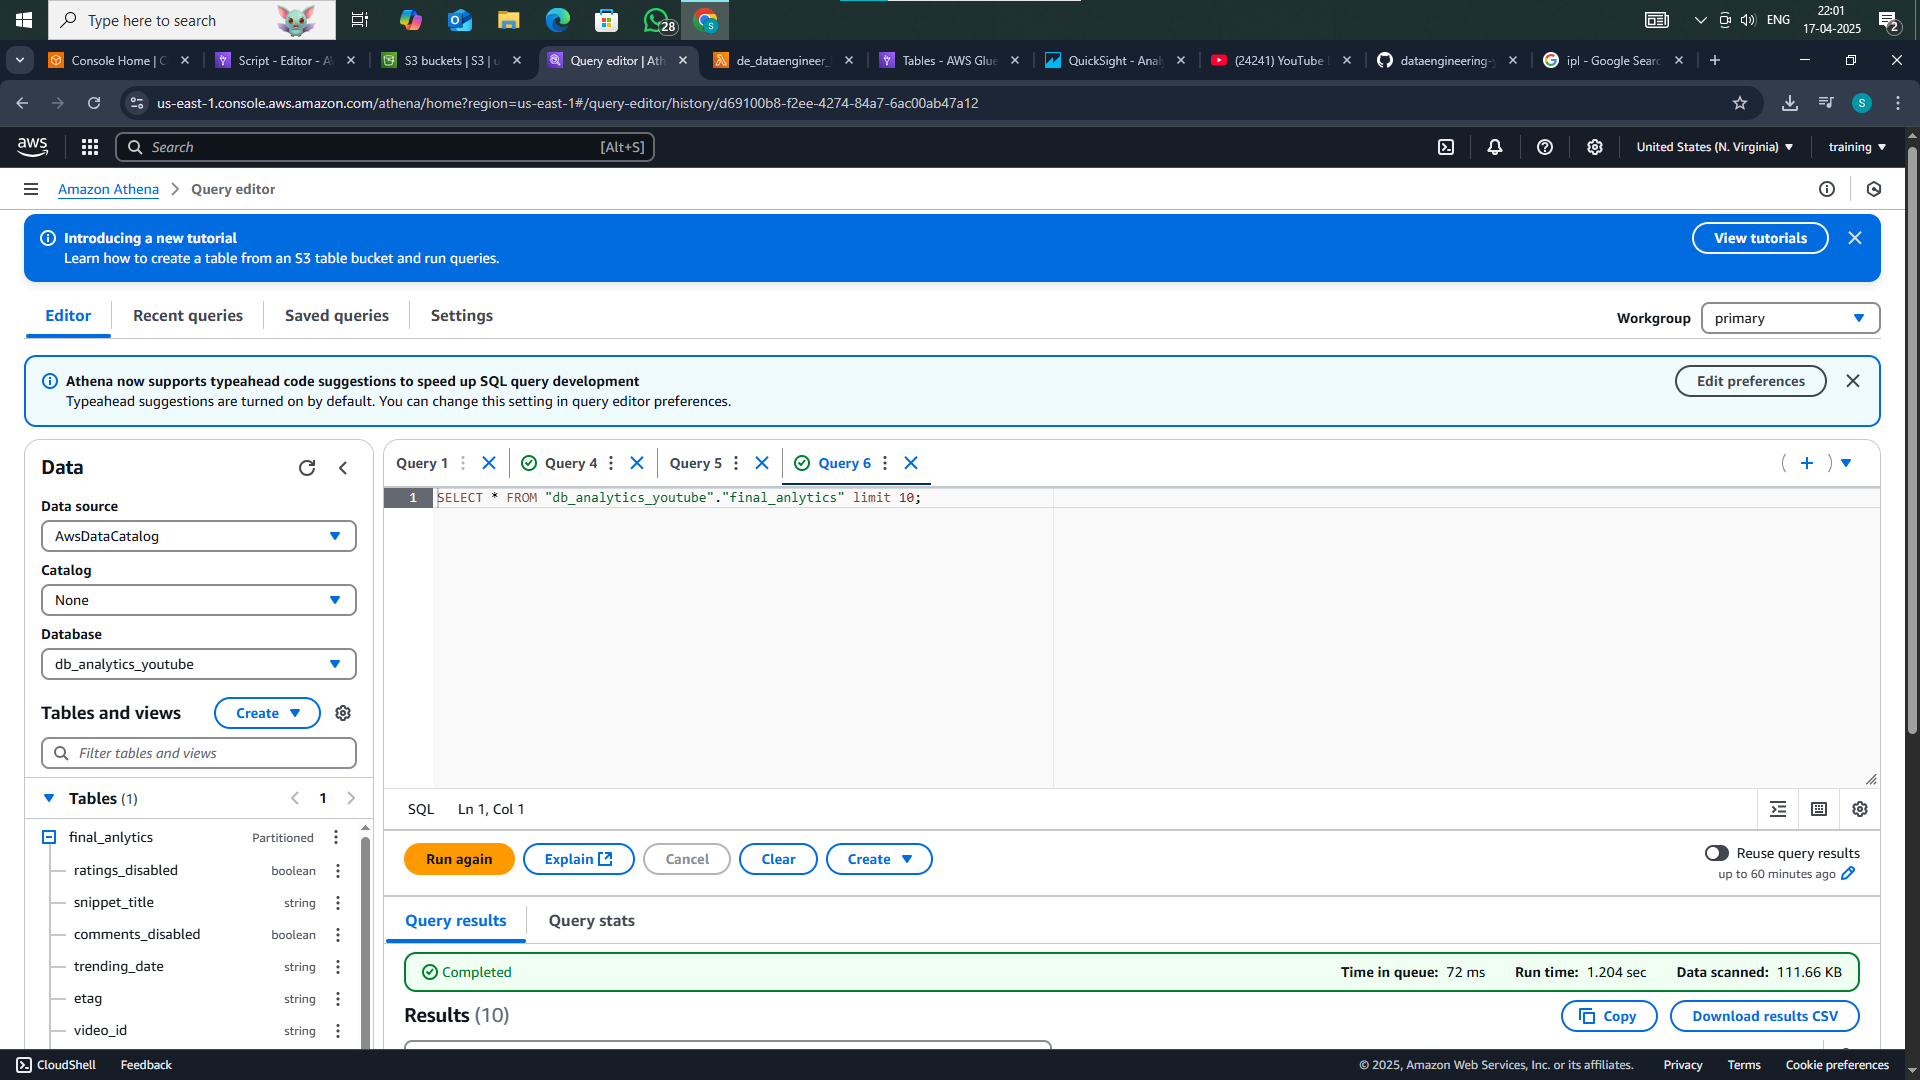 Type here to search
28
ENG
22:01
17-04-2025
2
Console Home | C
Script - Editor - A
S3 buckets | S3 | u
Query editor | Ath
de_dataengineer_
Tables - AWS Glue
QuickSight - Anal
(24241) YouTube
dataengineering-
ipl - Google Searc
us-east-1.console.aws.amazon.com/athena/home?region=us-east-1#/query-editor/history/d69100b8-f2ee-4274-84a7-6ac00ab47a12
S
aws
Search
[Alt+S]
United States (N. Virginia)
training
Amazon Athena
Query editor
Introducing a new tutorial
Learn how to create a table from an S3 table bucket and run queries.
View tutorials
Editor
Recent queries
Saved queries
Settings
Workgroup
primary
Athena now supports typeahead code suggestions to speed up SQL query development
Typeahead suggestions are turned on by default. You can change this setting in query editor preferences.
Edit preferences
Data
Data source
AwsDataCatalog
Catalog
None
Database
db_analytics_youtube
Tables and views
Create
Filter tables and views
Tables (1)
1
final_anlytics
Partitioned
ratings_disabled
boolean
snippet_title
string
comments_disabled
boolean
trending_date
string
etag
string
video_id
string
Query 1
Query 4
Query 5
Query 6
1
SELECT * FROM "db_analytics_youtube"."final_anlytics" limit 10;
SQL
Ln 1, Col 1
Run again
Explain
Cancel
Clear
Create
Reuse query results
up to 60 minutes ago
Query results
Query stats
Completed
Time in queue: 72 ms
Run time: 1.204 sec
Data scanned: 111.66 KB
Results (10)
Copy
Download results CSV
CloudShell
Feedback
© 2025, Amazon Web Services, Inc. or its affiliates.
Privacy
Terms
Cookie preferences